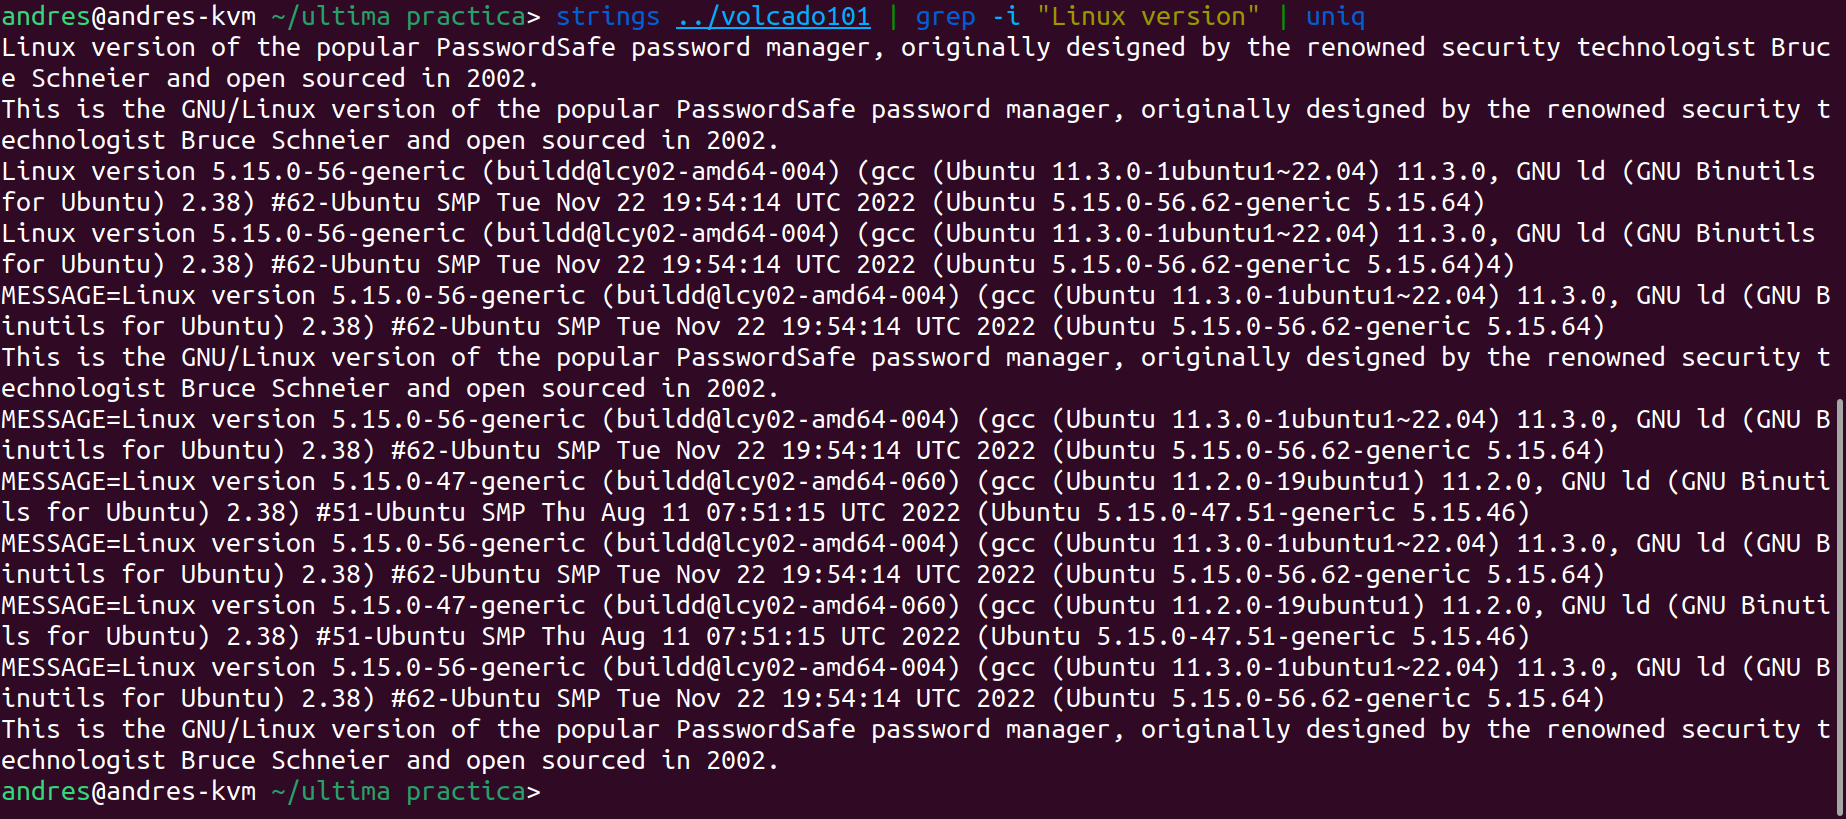 andres@andres-kvm ~/ultima practica> strings ../volcado101 | grep -i "Linux version" | uniq
Linux version of the popular PasswordSafe password manager, originally designed by the renowned security technologist Bruc
e Schneier and open sourced in 2002.
This is the GNU/Linux version of the popular PasswordSafe password manager, originally designed by the renowned security t
echnologist Bruce Schneier and open sourced in 2002.
Linux version 5.15.0-56-generic (buildd@lcy02-amd64-004) (gcc (Ubuntu 11.3.0-1ubuntu1~22.04) 11.3.0, GNU ld (GNU Binutils
for Ubuntu) 2.38) #62-Ubuntu SMP Tue Nov 22 19:54:14 UTC 2022 (Ubuntu 5.15.0-56.62-generic 5.15.64)
Linux version 5.15.0-56-generic (buildd@lcy02-amd64-004) (gcc (Ubuntu 11.3.0-1ubuntu1~22.04) 11.3.0, GNU ld (GNU Binutils
for Ubuntu) 2.38) #62-Ubuntu SMP Tue Nov 22 19:54:14 UTC 2022 (Ubuntu 5.15.0-56.62-generic 5.15.64)4)
MESSAGE=Linux version 5.15.0-56-generic (buildd@lcy02-amd64-004) (gcc (Ubuntu 11.3.0-1ubuntu1~22.04) 11.3.0, GNU ld (GNU B
inutils for Ubuntu) 2.38) #62-Ubuntu SMP Tue Nov 22 19:54:14 UTC 2022 (Ubuntu 5.15.0-56.62-generic 5.15.64)
This is the GNU/Linux version of the popular PasswordSafe password manager, originally designed by the renowned security t
echnologist Bruce Schneier and open sourced in 2002.
MESSAGE=Linux version 5.15.0-56-generic (buildd@lcy02-amd64-004) (gcc (Ubuntu 11.3.0-1ubuntu1~22.04) 11.3.0, GNU ld (GNU B
inutils for Ubuntu) 2.38) #62-Ubuntu SMP Tue Nov 22 19:54:14 UTC 2022 (Ubuntu 5.15.0-56.62-generic 5.15.64)
MESSAGE=Linux version 5.15.0-47-generic (buildd@lcy02-amd64-060) (gcc (Ubuntu 11.2.0-19ubuntu1) 11.2.0, GNU ld (GNU Binuti
ls for Ubuntu) 2.38) #51-Ubuntu SMP Thu Aug 11 07:51:15 UTC 2022 (Ubuntu 5.15.0-47.51-generic 5.15.46)
MESSAGE=Linux version 5.15.0-56-generic (buildd@lcy02-amd64-004) (gcc (Ubuntu 11.3.0-1ubuntu1~22.04) 11.3.0, GNU ld (GNU B
inutils for Ubuntu) 2.38) #62-Ubuntu SMP Tue Nov 22 19:54:14 UTC 2022 (Ubuntu 5.15.0-56.62-generic 5.15.64)
MESSAGE=Linux version 5.15.0-47-generic (buildd@lcy02-amd64-060) (gcc (Ubuntu 11.2.0-19ubuntu1) 11.2.0, GNU ld (GNU Binuti
ls for Ubuntu) 2.38) #51-Ubuntu SMP Thu Aug 11 07:51:15 UTC 2022 (Ubuntu 5.15.0-47.51-generic 5.15.46)
MESSAGE=Linux version 5.15.0-56-generic (buildd@lcy02-amd64-004) (gcc (Ubuntu 11.3.0-1ubuntu1~22.04) 11.3.0, GNU ld (GNU B
inutils for Ubuntu) 2.38) #62-Ubuntu SMP Tue Nov 22 19:54:14 UTC 2022 (Ubuntu 5.15.0-56.62-generic 5.15.64)
This is the GNU/Linux version of the popular PasswordSafe password manager, originally designed by the renowned security t
echnologist Bruce Schneier and open sourced in 2002.
andres@andres-kvm ~/ultima practica>